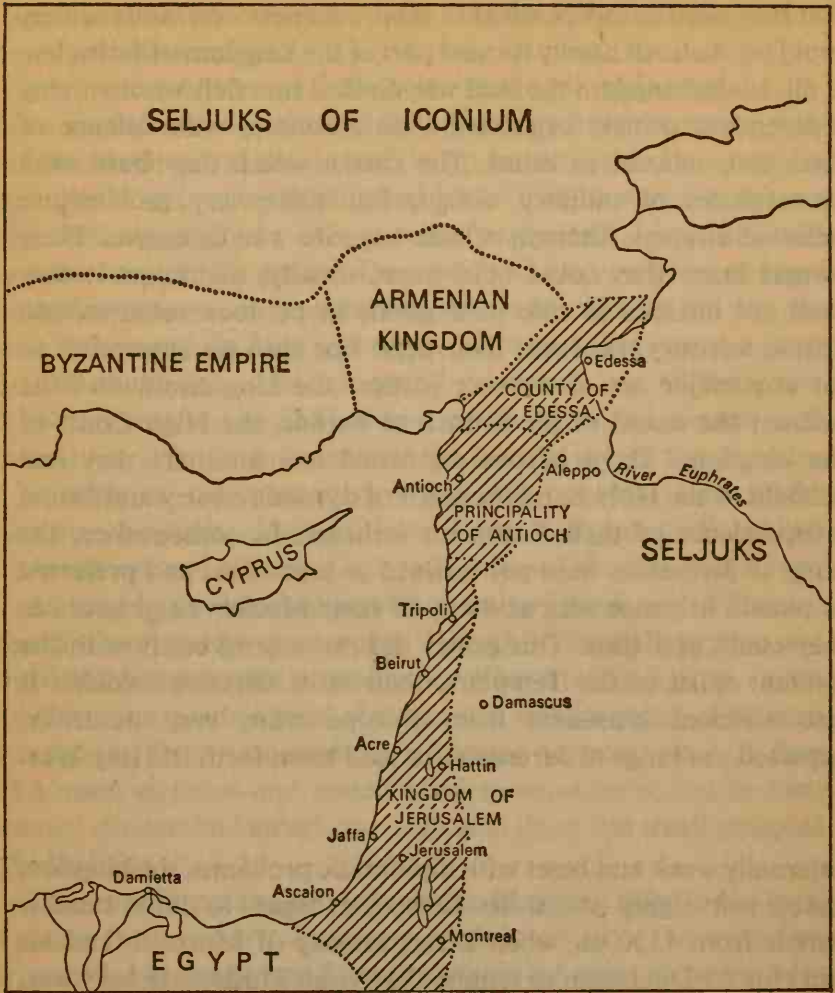 SELJUKS OF ICONIUM
ARMENIAN
KINGDOM
BYZANTINE EMPIRE
Edessa
COUNTY OF
EDESSA
Aleppo
River Euphrates
Antioch
PRINCIPALITY
OF ANTIOCH
SELJUKS
CYPRUS
Tripoli
Beirut
Damascus
Acre
Hattin
KINGDOM OF
JERUSALEM
Jaffa
Jerusalem
Damietta
Ascalon
Montreal
EGYPT